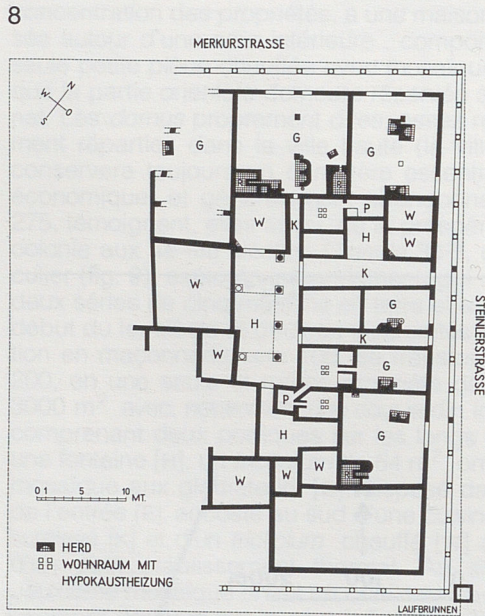 8
MERKURSTRASSE
N
O
S
W
G
G
G
P
W
W
K
H
W
K
W
G
STEINLERSTRASSE
H
K
G
W
P
H
G
W
W
W
0 1 5 10 MT.
HERD
WOHNRAUM MIT
HYPOKAUSTHEIZUNG
LAUFBRUNNEN